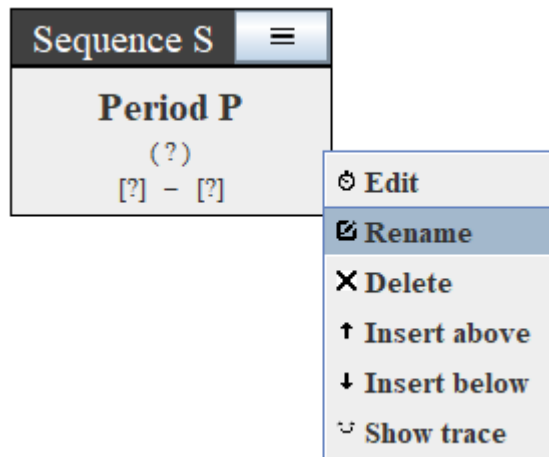 Sequence S
Period P
(?)
[?] – [?]
Edit
Rename
Delete
Insert above
Insert below
Show trace